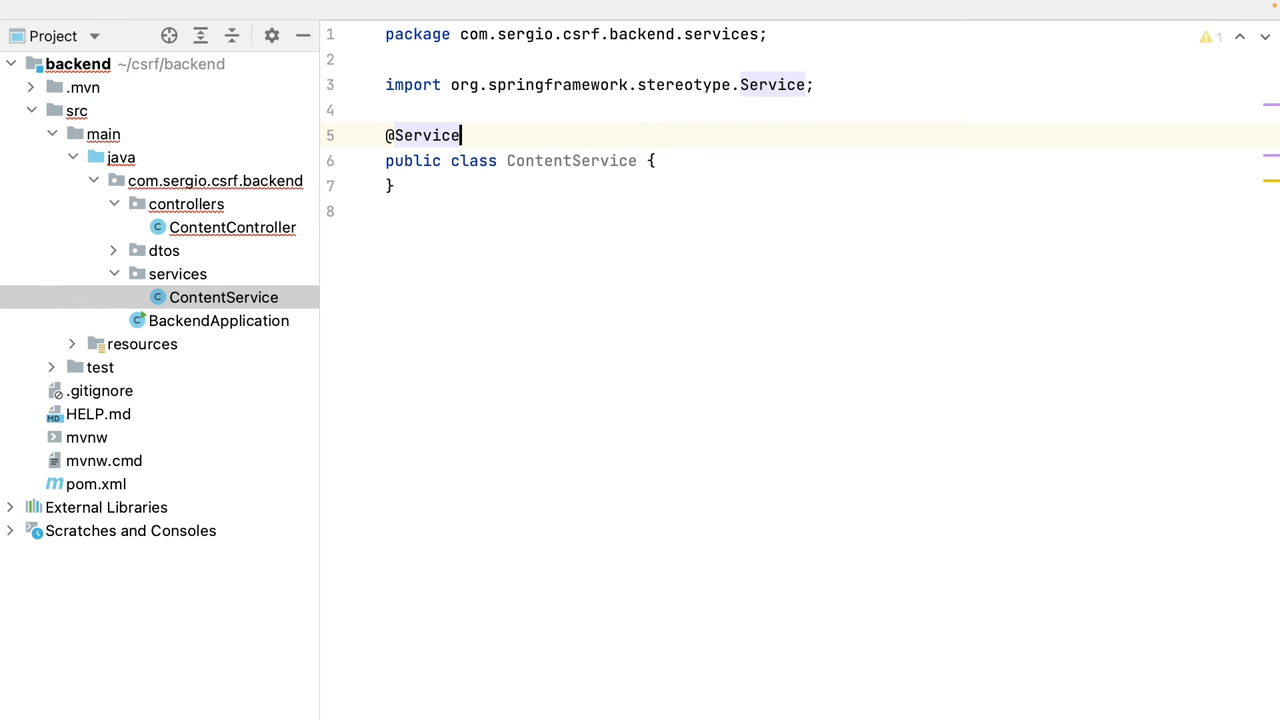 Project
backend ~/csrf/backend
.mvn
src
main
java
com.sergio.csrf.backend
controllers
ContentController
dtos
services
ContentService
BackendApplication
resources
test
.gitignore
HELP.md
mvnw
mvnw.cmd
pom.xml
External Libraries
Scratches and Consoles
1 package com.sergio.csrf.backend.services;
2
3 import org.springframework.stereotype.Service;
4
5 @Service
6 public class ContentService {
7 }
8
1